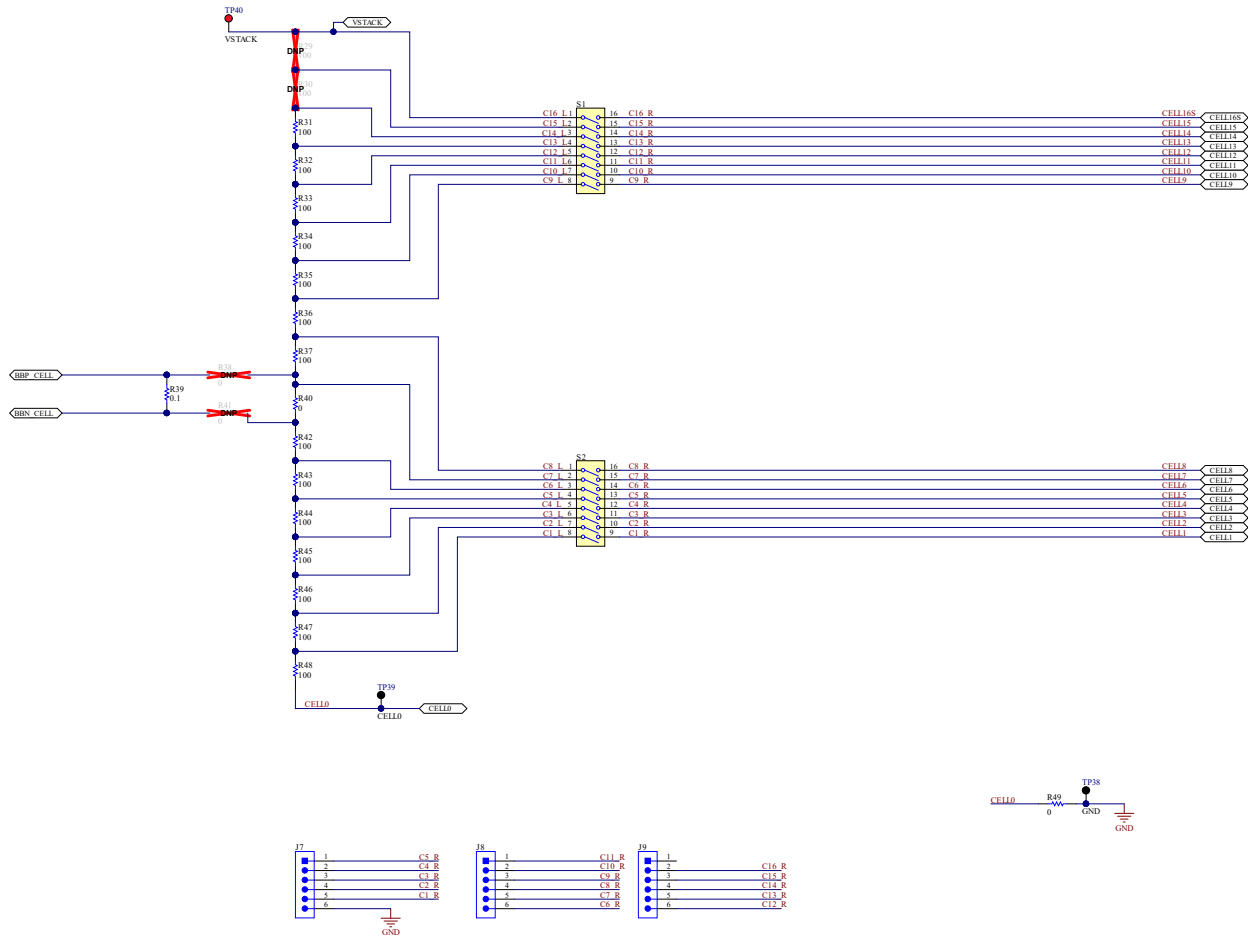 TP40
VSTACK
VSTACK
R29
100
DNP
R30
100
DNP
R31
100
R32
100
R33
100
R34
100
R35
100
R36
100
R37
100
S1
C16_L 1 16 C16_R CELL16S CELL16S
C15_L 2 15 C15_R CELL15 CELL15
C14_L 3 14 C14_R CELL14 CELL14
C13_L 4 13 C13_R CELL13 CELL13
C12_L 5 12 C12_R CELL12 CELL12
C11_L 6 11 C11_R CELL11 CELL11
C10_L 7 10 C10_R CELL10 CELL10
C9_L 8 9 C9_R CELL9 CELL9
BBP_CELL
R38
DNP
0
R39
0.1
BBN_CELL
R41
DNP
0
R40
0
R42
100
R43
100
R44
100
R45
100
R46
100
R47
100
R48
100
S2
C8_L 1 16 C8_R CELL8 CELL8
C7_L 2 15 C7_R CELL7 CELL7
C6_L 3 14 C6_R CELL6 CELL6
C5_L 4 13 C5_R CELL5 CELL5
C4_L 5 12 C4_R CELL4 CELL4
C3_L 6 11 C3_R CELL3 CELL3
C2_L 7 10 C2_R CELL2 CELL2
C1_L 8 9 C1_R CELL1 CELL1
TP39
CELL0
CELL0
CELL0
TP38
CELL0
R49
0
GND
GND
J7
1 C5_R
2 C4_R
3 C3_R
4 C2_R
5 C1_R
6
GND
J8
1 C11_R
2 C10_R
3 C9_R
4 C8_R
5 C7_R
6 C6_R
J9
1
2 C16_R
3 C15_R
4 C14_R
5 C13_R
6 C12_R